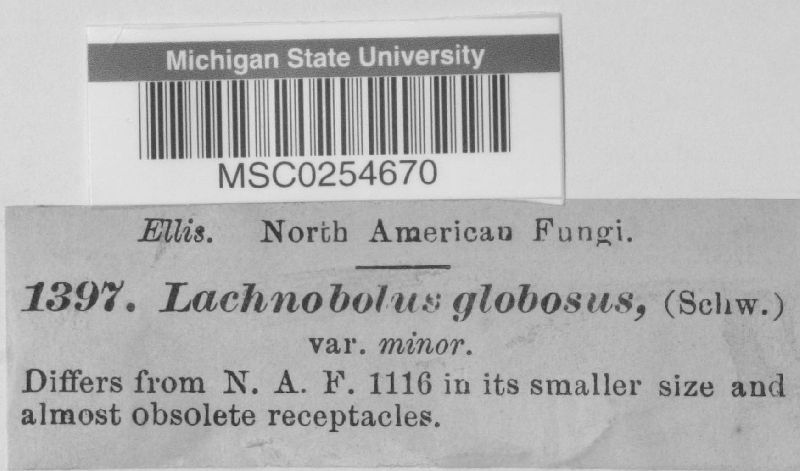 Michigan State University
MSC0254670
Ellis. North American Fungi.
1397. Lachnobolus globosus, (Schw.)
var. minor.
Differs from N. A. F. 1116 in its smaller size and
almost obsolete receptacles.